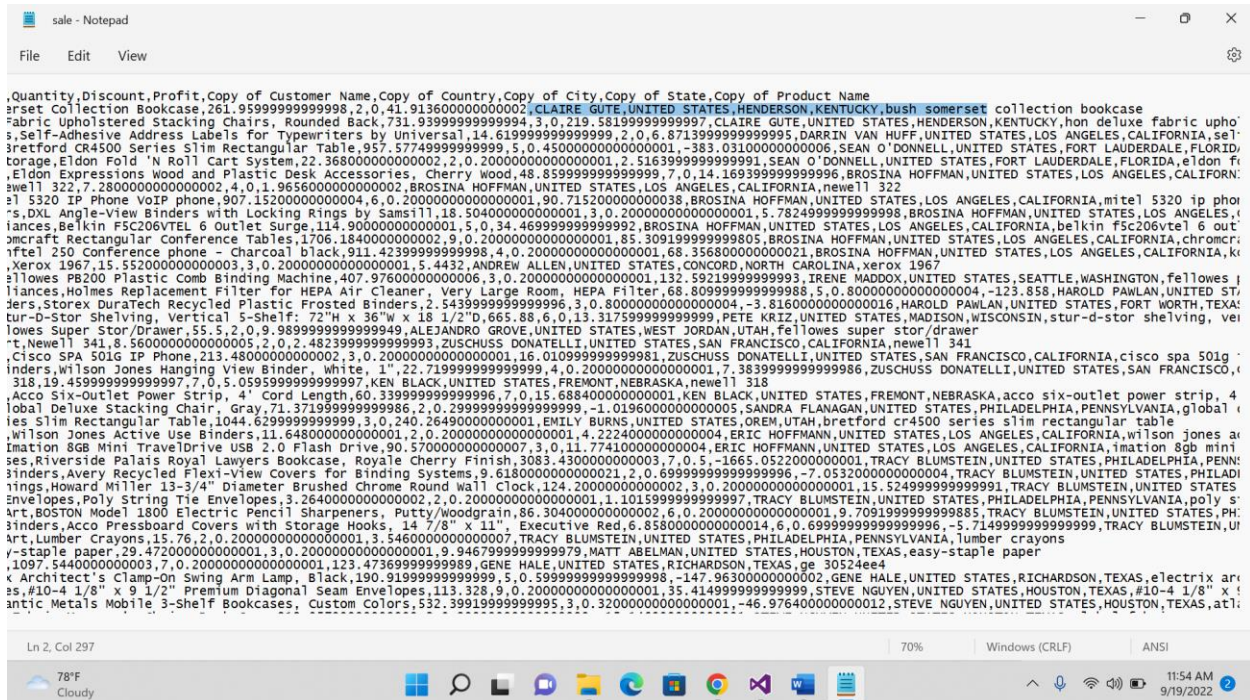 sale - Notepad
File Edit View
,Quantity,Discount,Profit,Copy of Customer Name,Copy of Country,Copy of City,Copy of State,Copy of Product Name
erset Collection Bookcase,261.95999999999998,2,0,41.913600000000002,CLAIRE GUTE,UNITED STATES,HENDERSON,KENTUCKY,bush somerset collection bookcase
Fabric Upholstered Stacking Chairs, Rounded Back,731.93999999999994,3,0,219.58199999999997,CLAIRE GUTE,UNITED STATES,HENDERSON,KENTUCKY,hon deluxe fabric upho
s,Self-Adhesive Address Labels for Typewriters by Universal,14.619999999999999,2,0,6.8713999999999995,DARRIN VAN HUFF,UNITED STATES,LOS ANGELES,CALIFORNIA,sel
Bretford CR4500 Series Slim Rectangular Table,957.57749999999999,5,0.45000000000000001,-383.03100000000006,SEAN O'DONNELL,UNITED STATES,FORT LAUDERDALE,FLORID
torage,Eldon Fold 'N Roll Cart System,22.368000000000002,2,0.20000000000000001,2.5163999999999991,SEAN O'DONNELL,UNITED STATES,FORT LAUDERDALE,FLORIDA,eldon f
,Eldon Expressions Wood and Plastic Desk Accessories, Cherry Wood,48.859999999999999,7,0,14.169399999999996,BROSINA HOFFMAN,UNITED STATES,LOS ANGELES,CALIFORN
ewell 322,7.2800000000000002,4,0,1.9656000000000002,BROSINA HOFFMAN,UNITED STATES,LOS ANGELES,CALIFORNIA,newell 322
el 5320 IP Phone VoIP phone,907.15200000000004,6,0.20000000000000001,90.715200000000038,BROSINA HOFFMAN,UNITED STATES,LOS ANGELES,CALIFORNIA,mitel 5320 ip phon
rs,DXL Angle-View Binders with Locking Rings by Samsill,18.504000000000001,3,0.20000000000000001,5.7824999999999998,BROSINA HOFFMAN,UNITED STATES,LOS ANGELES,
iances,Belkin F5C206VTEL 6 Outlet Surge,114.90000000000001,5,0,34.469999999999992,BROSINA HOFFMAN,UNITED STATES,LOS ANGELES,CALIFORNIA,belkin f5c206vtel 6 out
omcraft Rectangular Conference Tables,1706.1840000000002,9,0.20000000000000001,85.309199999999805,BROSINA HOFFMAN,UNITED STATES,LOS ANGELES,CALIFORNIA,chromcr
nftel 250 Conference phone - Charcoal black,911.42399999999998,4,0.20000000000000001,68.356800000000021,BROSINA HOFFMAN,UNITED STATES,LOS ANGELES,CALIFORNIA,k
,Xerox 1967,15.552000000000003,3,0.20000000000000001,5.4432,ANDREW ALLEN,UNITED STATES,CONCORD,NORTH CAROLINA,xerox 1967
ellowes PB200 Plastic Comb Binding Machine,407.97600000000006,3,0.20000000000000001,132.59219999999993,IRENE MADDOX,UNITED STATES,SEATTLE,WASHINGTON,fellowes p
liances,Holmes Replacement Filter for HEPA Air Cleaner, Very Large Room, HEPA Filter,68.809999999999988,5,0.80000000000000004,-123.858,HAROLD PAWLAN,UNITED STA
ders,Storex DuraTech Recycled Plastic Frosted Binders,2.5439999999999996,3,0.80000000000000004,-3.8160000000000016,HAROLD PAWLAN,UNITED STATES,FORT WORTH,TEXAS
tur-D-Stor Shelving, Vertical 5-Shelf: 72"H x 36"W x 18 1/2"D,665.88,6,0,13.317599999999999,PETE KRIZ,UNITED STATES,MADISON,WISCONSIN,stur-d-stor shelving, ve
lowes Super Stor/Drawer,55.5,2,0,9.9899999999999949,ALEJANDRO GROVE,UNITED STATES,WEST JORDAN,UTAH,fellowes super stor/drawer
rt,Newell 341,8.5600000000000005,2,0,2.4823999999999993,ZUSCHUSS DONATELLI,UNITED STATES,SAN FRANCISCO,CALIFORNIA,newell 341
,Cisco SPA 501G IP Phone,213.48000000000002,3,0.20000000000000001,16.010999999999981,ZUSCHUSS DONATELLI,UNITED STATES,SAN FRANCISCO,CALIFORNIA,cisco spa 501g
inders,Wilson Jones Hanging View Binder, White, 1",22.719999999999999,4,0.20000000000000001,7.3839999999999986,ZUSCHUSS DONATELLI,UNITED STATES,SAN FRANCISCO,
318,19.459999999999997,7,0,5.0595999999999997,KEN BLACK,UNITED STATES,FREMONT,NEBRASKA,newell 318
,Acco Six-Outlet Power Strip, 4' Cord Length,60.339999999999996,7,0,15.688400000000001,KEN BLACK,UNITED STATES,FREMONT,NEBRASKA,acco six-outlet power strip, 4
lobal Deluxe Stacking Chair, Gray,71.371999999999986,2,0.29999999999999999,-1.0196000000000005,SANDRA FLANAGAN,UNITED STATES,PHILADELPHIA,PENNSYLVANIA,global
ies Slim Rectangular Table,1044.6299999999999,3,0,240.26490000000001,EMILY BURNS,UNITED STATES,OREM,UTAH,bretford cr4500 series slim rectangular table
,Wilson Jones Active Use Binders,11.648000000000001,2,0.20000000000000001,4.2224000000000004,ERIC HOFFMANN,UNITED STATES,LOS ANGELES,CALIFORNIA,wilson jones a
Imation 8GB Mini TravelDrive USB 2.0 Flash Drive,90.570000000000007,3,0,11.774100000000004,ERIC HOFFMANN,UNITED STATES,LOS ANGELES,CALIFORNIA,imation 8gb mini
ses,Riverside Palais Royal Lawyers Bookcase, Royale Cherry Finish,3083.4300000000003,7,0.5,-1665.0522000000001,TRACY BLUMSTEIN,UNITED STATES,PHILADELPHIA,PENN
Binders,Avery Recycled Flexi-View Covers for Binding Systems,9.6180000000000021,2,0.69999999999999996,-7.0532000000000004,TRACY BLUMSTEIN,UNITED STATES,PHILAD
nings,Howard Miller 13-3/4" Diameter Brushed Chrome Round Wall Clock,124.20000000000002,3,0.20000000000000001,15.524999999999991,TRACY BLUMSTEIN,UNITED STATES
Envelopes,Poly String Tie Envelopes,3.2640000000000002,2,0.20000000000000001,1.1015999999999997,TRACY BLUMSTEIN,UNITED STATES,PHILADELPHIA,PENNSYLVANIA,poly s
Art,BOSTON Model 1800 Electric Pencil Sharpeners, Putty/Woodgrain,86.304000000000002,6,0.20000000000000001,9.7091999999999885,TRACY BLUMSTEIN,UNITED STATES,PH
Binders,Acco Pressboard Covers with Storage Hooks, 14 7/8" x 11", Executive Red,6.8580000000000014,6,0.69999999999999996,-5.7149999999999999,TRACY BLUMSTEIN,U
Art,Lumber Crayons,15.76,2,0.20000000000000001,3.5460000000000007,TRACY BLUMSTEIN,UNITED STATES,PHILADELPHIA,PENNSYLVANIA,lumber crayons
y-staple paper,29.472000000000001,3,0.20000000000000001,9.9467999999999979,MATT ABELMAN,UNITED STATES,HOUSTON,TEXAS,easy-staple paper
,1097.5440000000003,7,0.20000000000000001,123.47369999999989,GENE HALE,UNITED STATES,RICHARDSON,TEXAS,ge 30524ee4
x Architect's Clamp-On Swing Arm Lamp, Black,190.91999999999999,5,0.59999999999999998,-147.96300000000002,GENE HALE,UNITED STATES,RICHARDSON,TEXAS,electrix ar
es,#10-4 1/8" x 9 1/2" Premium Diagonal Seam Envelopes,113.328,9,0.20000000000000001,35.414999999999999,STEVE NGUYEN,UNITED STATES,HOUSTON,TEXAS,#10-4 1/8" x 9
antic Metals Mobile 3-Shelf Bookcases, Custom Colors,532.39919999999995,3,0.32000000000000001,-46.976400000000012,STEVE NGUYEN,UNITED STATES,HOUSTON,TEXAS,atl
Ln 2, Col 297 70% Windows (CRLF) ANSI
78°F
Cloudy
11:54 AM
9/19/2022
2